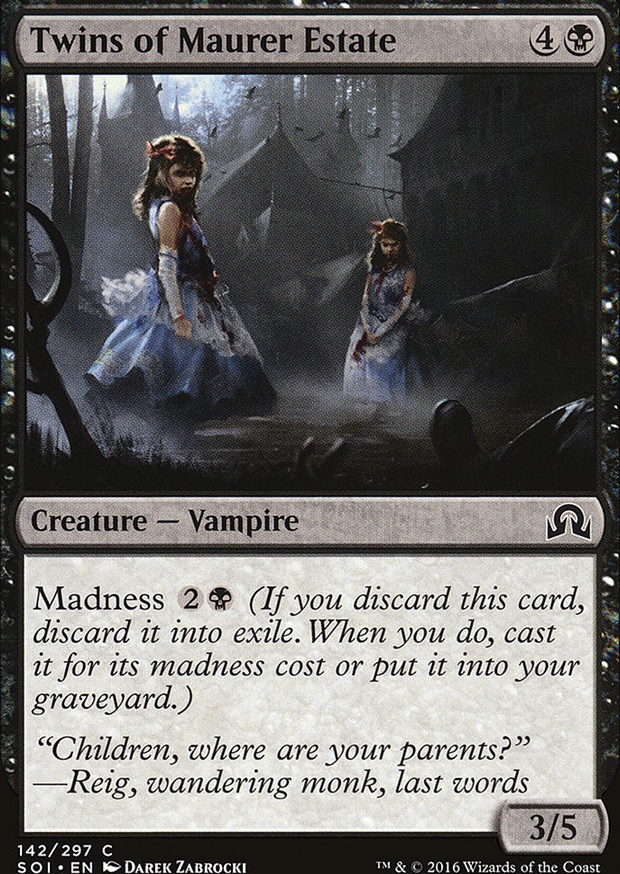 Twins of Maurer Estate 4
Creature — Vampire
Madness 2 (If you discard this card,
discard it into exile. When you do, cast
it for its madness cost or put it into your
graveyard.)
“Children, where are your parents?”
—Reig, wandering monk, last words
3/5
142/297 C
SOI • EN DAREK ZABROCKI
™ & © 2016 Wizards of the Coast